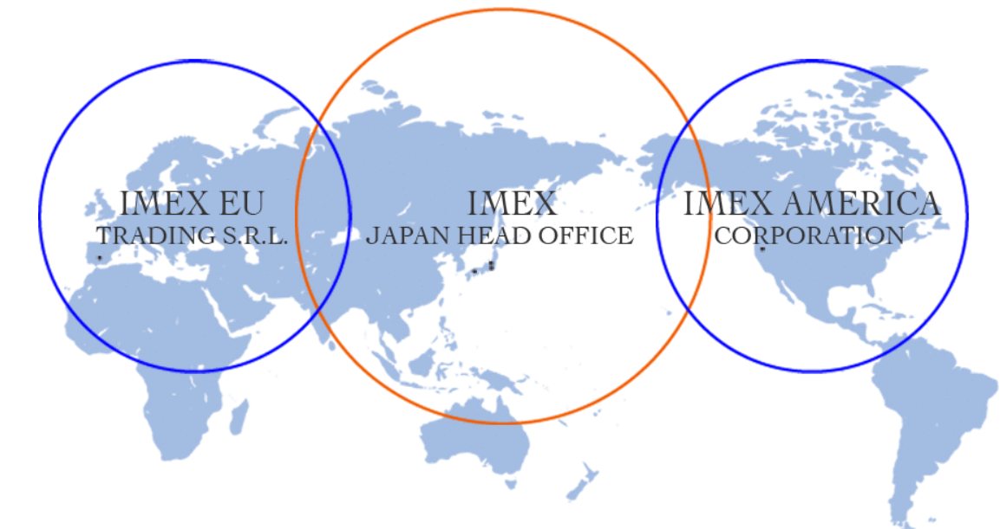 IMEX EU
TRADING S.R.L.
IMEX
JAPAN HEAD OFFICE
IMEX AMERICA
CORPORATION